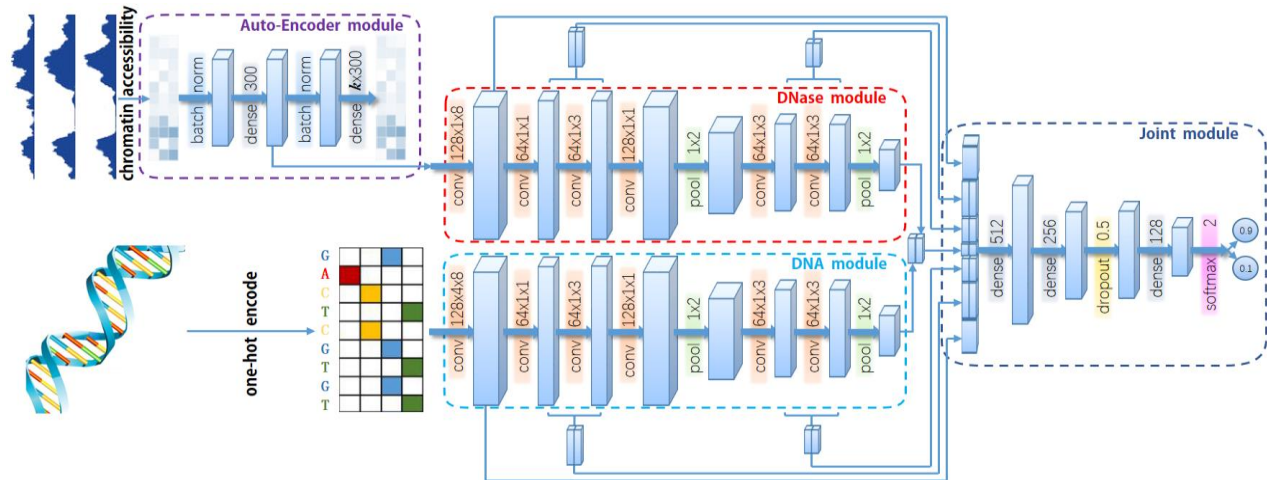 Auto-Encoder module
chromatin accessibility
batch norm
dense 300
batch norm
dense kx300
DNase module
conv 128x1x8
conv 64x1x1
conv 64x1x3
conv 128x1x1
pool 1x2
conv 64x1x3
conv 64x1x3
pool 1x2
Joint module
dense 512
dense 256
dropout 0.5
dense 128
softmax 2
0.9
0.1
one-hot encode
G
A
C
T
C
G
T
G
T
DNA module
conv 128x4x8
conv 64x1x1
conv 64x1x3
conv 128x1x1
pool 1x2
conv 64x1x3
conv 64x1x3
pool 1x2